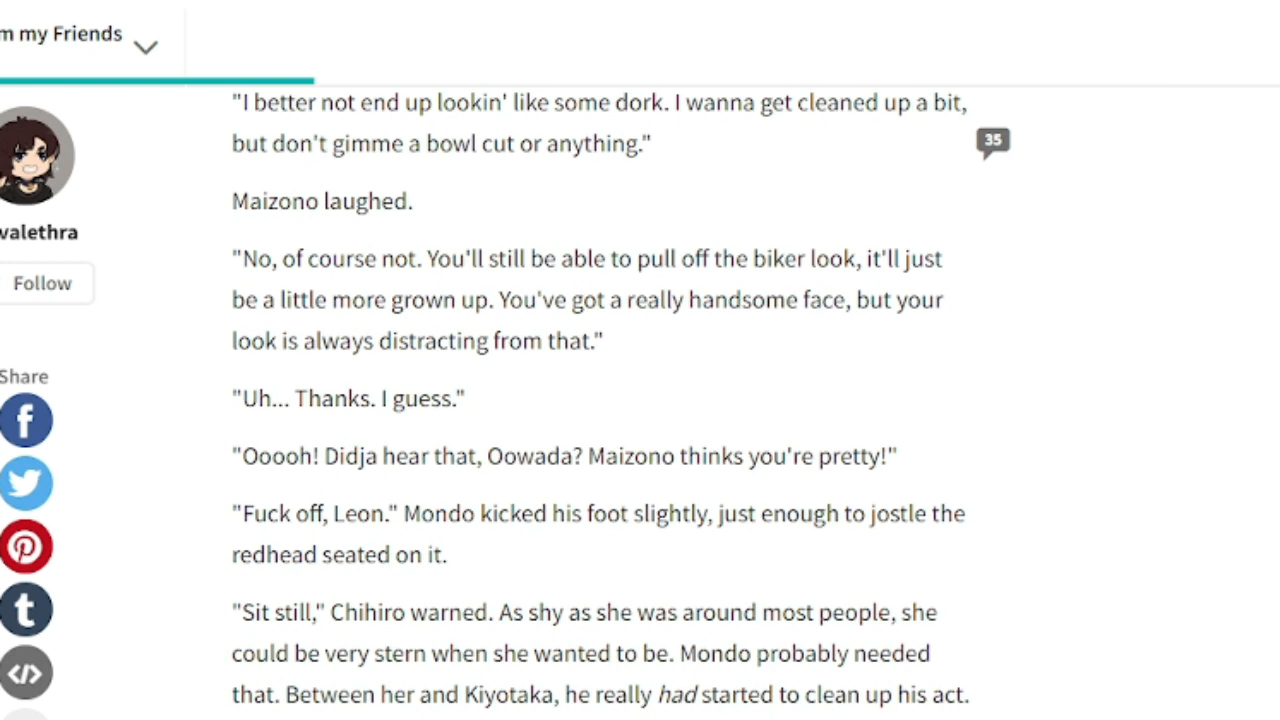 m my Friends
"I better not end up lookin' like some dork. I wanna get cleaned up a bit,
but don't gimme a bowl cut or anything."
35
Maizono laughed.
valethra
"No, of course not. You'll still be able to pull off the biker look, it'll just
be a little more grown up. You've got a really handsome face, but your
look is always distracting from that."
Follow
Share
"Uh... Thanks. I guess."
"Ooooh! Didja hear that, Oowada? Maizono thinks you're pretty!"
"Fuck off, Leon." Mondo kicked his foot slightly, just enough to jostle the
redhead seated on it.
"Sit still," Chihiro warned. As shy as she was around most people, she
could be very stern when she wanted to be. Mondo probably needed
that. Between her and Kiyotaka, he really had started to clean up his act.